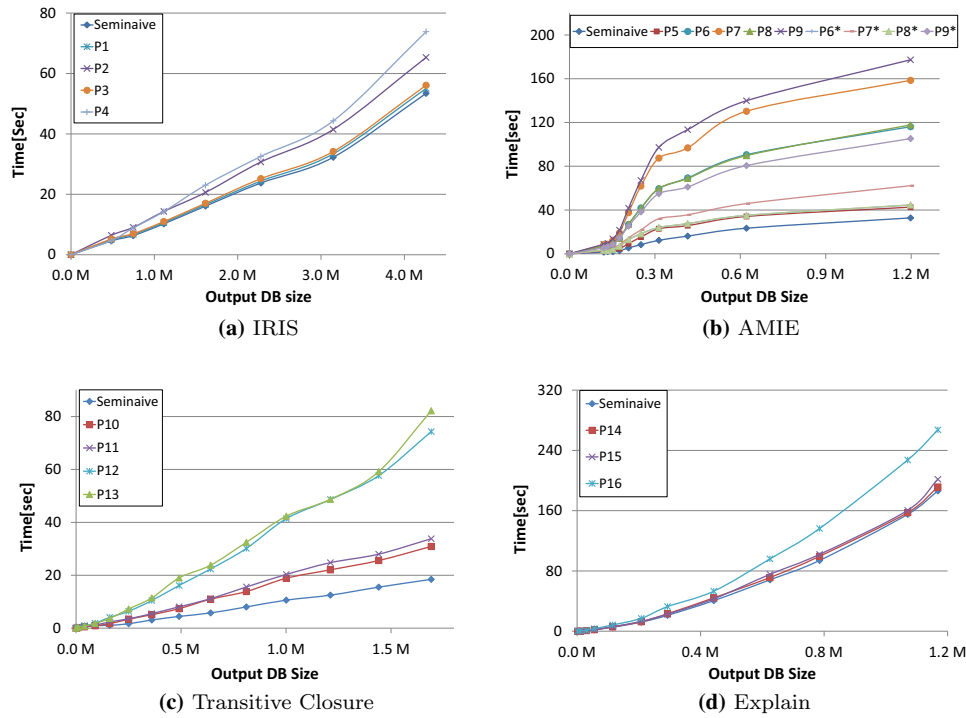 80
60
40
20
0
Time[Sec]
Seminaive
P1
P2
P3
P4
0.0 M
1.0 M
2.0 M
3.0 M
4.0 M
Output DB size
(a) IRIS
200
160
120
80
40
0
Time[sec]
Seminaive P5 P6 P7 P8 P9 P6* P7* P8* P9*
0.0 M
0.3 M
0.6 M
0.9 M
1.2 M
Output DB Size
(b) AMIE
80
60
40
20
0
Time[sec]
Seminaive
P10
P11
P12
P13
0.0 M
0.5 M
1.0 M
1.5 M
Output DB Size
(c) Transitive Closure
320
240
160
80
0
Time[sec]
Seminaive
P14
P15
P16
0.0 M
0.4 M
0.8 M
1.2 M
Output DB Size
(d) Explain